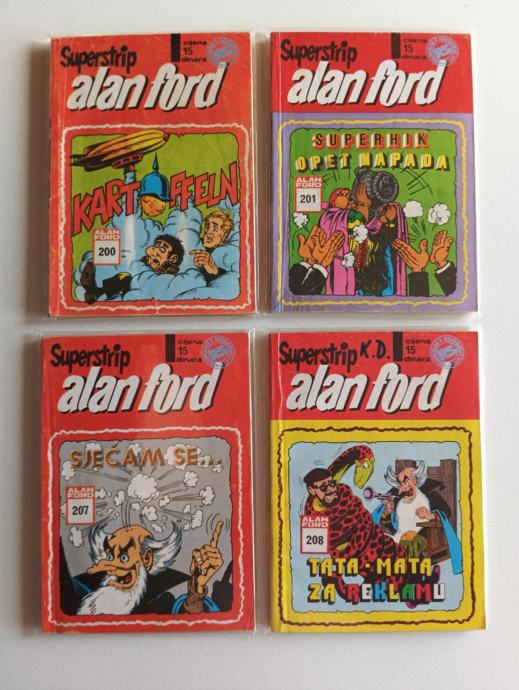 Superstrip
cijena
15
dinara
alan ford
KARTOFFELN
ALAN
FORD
200
Superstrip
cijena
15
dinara
alan ford
SUPERHIK
OPET NAPADA
ALAN
FORD
201
Superstrip
cijena
15
dinara
alan ford
SJEĆAM SE...
ALAN
FORD
207
Superstrip K.D.
cijena
15
dinara
alan ford
ALAN
FORD
208
TATA-MATA
ZA REKLAMU